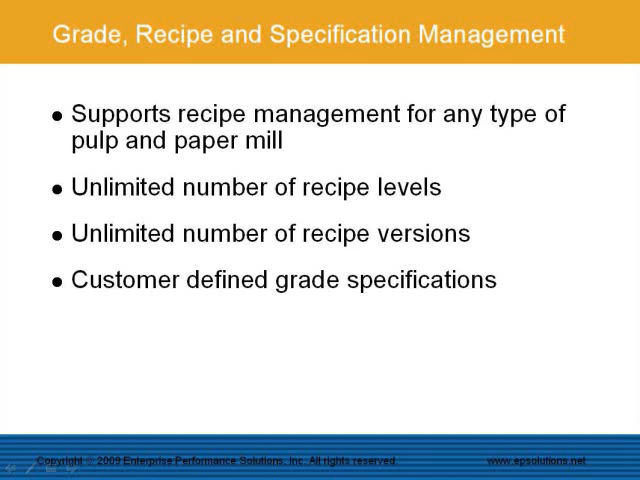 Grade, Recipe and Specification Management
● Supports recipe management for any type of
pulp and paper mill
● Unlimited number of recipe levels
● Unlimited number of recipe versions
● Customer defined grade specifications
Copyright © 2009 Enterprise Performance Solutions, Inc. All rights reserved. www.epsolutions.net